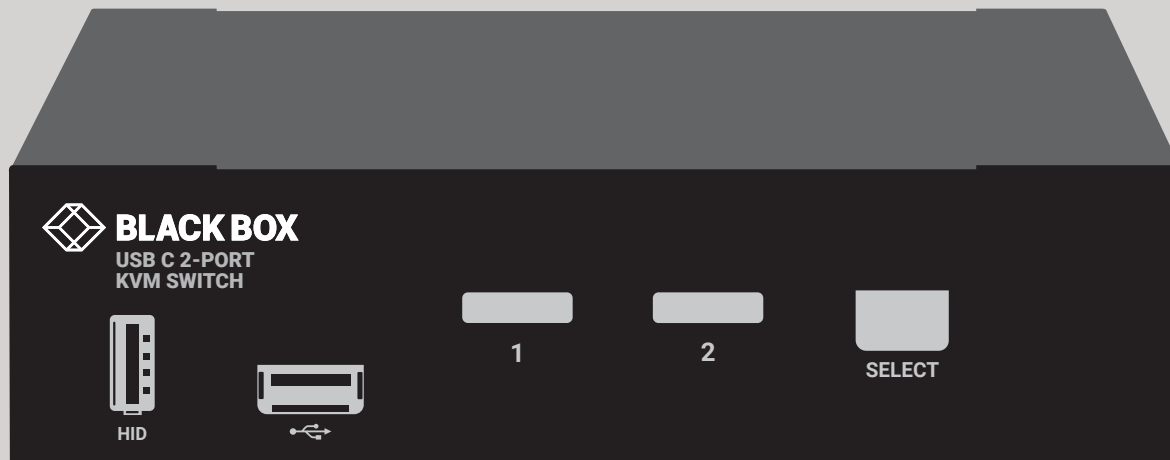 BLACK BOX
USB C 2-PORT
KVM SWITCH
1
2
SELECT
HID